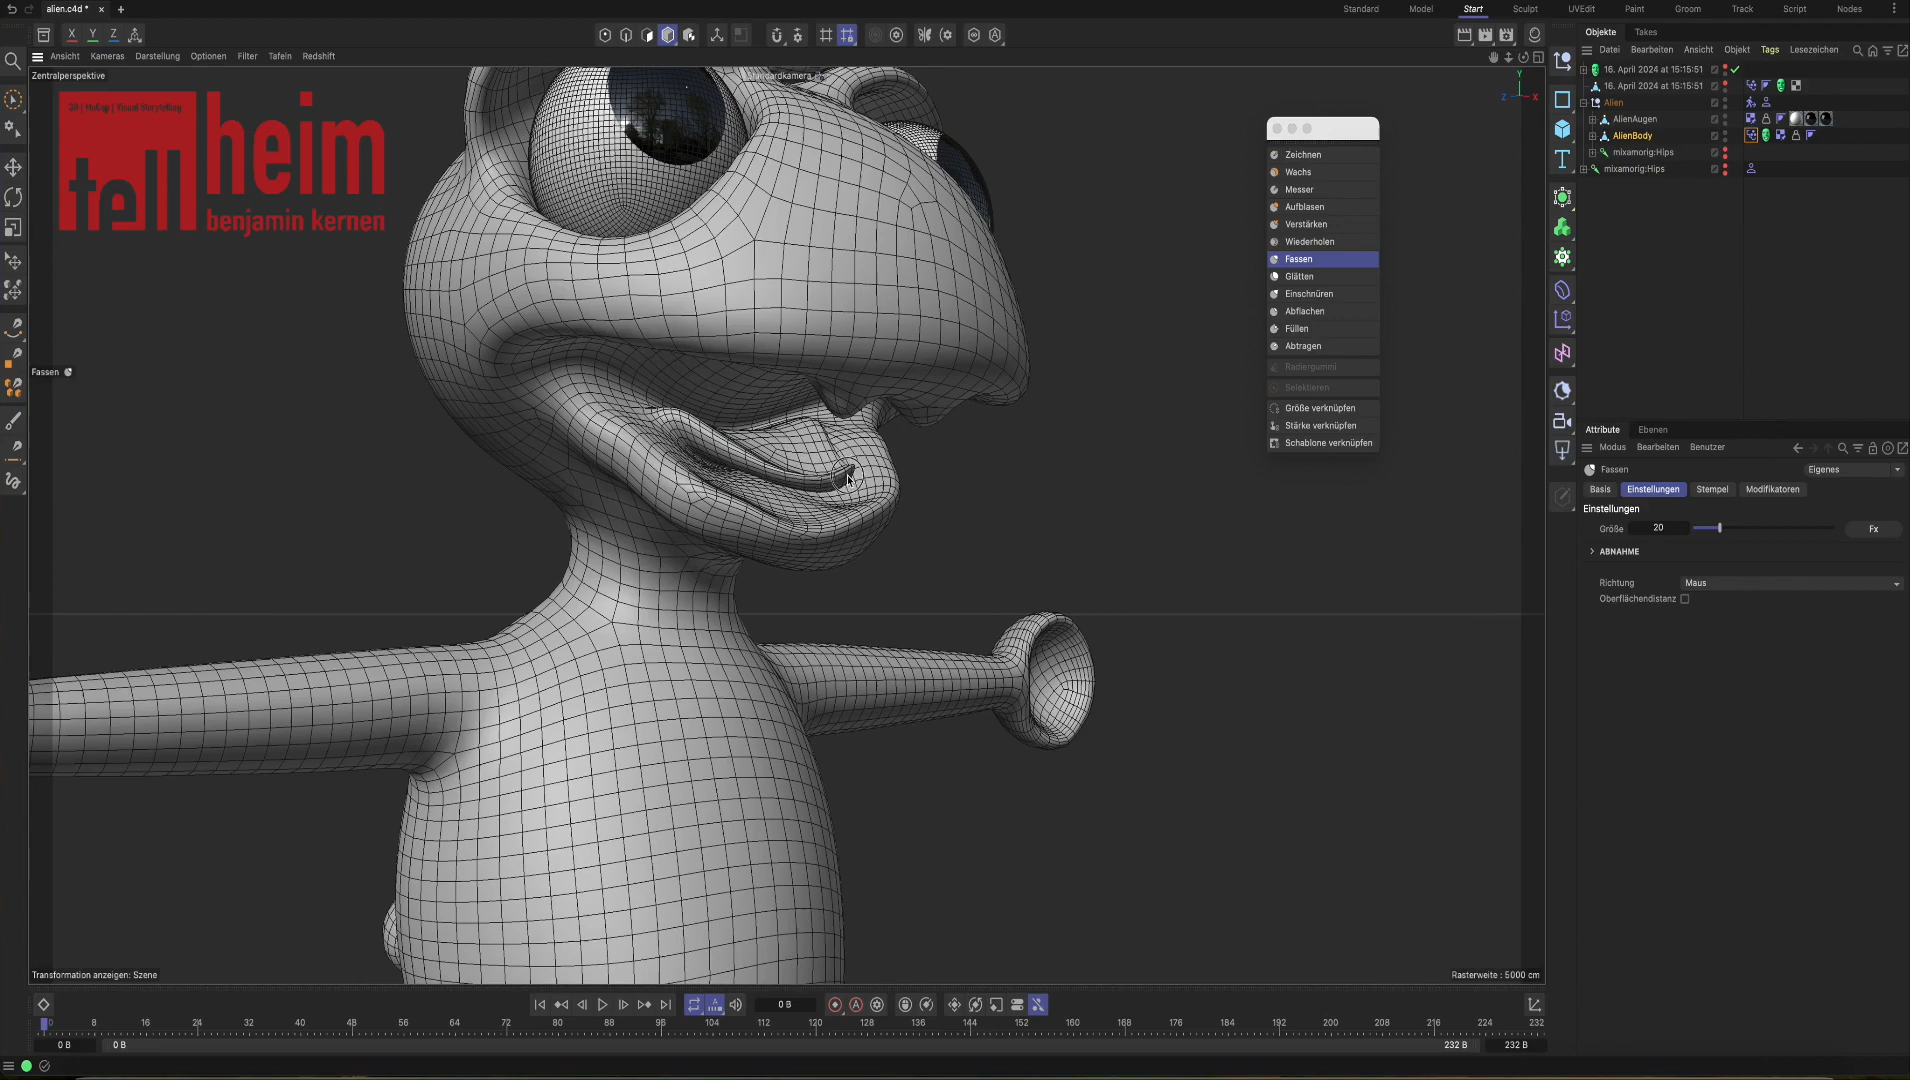 alien.c4d *
Standard
Model
Start
Sculpt
UVEdit
Paint
Groom
Track
Script
Nodes
X
Y
Z
Objekte
Takes
Ansicht
Kameras
Darstellung
Optionen
Filter
Tafeln
Redshift
Datei
Bearbeiten
Ansicht
Objekt
Tags
Lesezeichen
Zentralperspektive
Standardkamera
Y
Z
X
16. April 2024 at 15:15:51
16. April 2024 at 15:15:51
Alien
AlienAugen
AlienBody
mixamorig:Hips
mixamorig:Hips
3D | MoCap | Visual Storytelling
tell
heim
benjamin kernen
Zeichnen
Wachs
Messer
Aufblasen
Verstärken
Wiederholen
Fassen
Glätten
Einschnüren
Abflachen
Füllen
Abtragen
Radiergummi
Selektieren
Größe verknüpfen
Stärke verknüpfen
Schablone verknüpfen
Fassen
Attribute
Ebenen
Modus
Bearbeiten
Benutzer
Fassen
Eigenes
Basis
Einstellungen
Stempel
Modifikatoren
Einstellungen
Größe
20
Fx
ABNAHME
Richtung
Maus
Oberflächendistanz
Transformation anzeigen: Szene
Rasterweite : 5000 cm
0 B
0 8 16 24 32 40 48 56 64 72 80 88 96 104 112 120 128 136 144 152 160 168 176 184 192 200 208 216 224 232
0 B
0 B
232 B
232 B